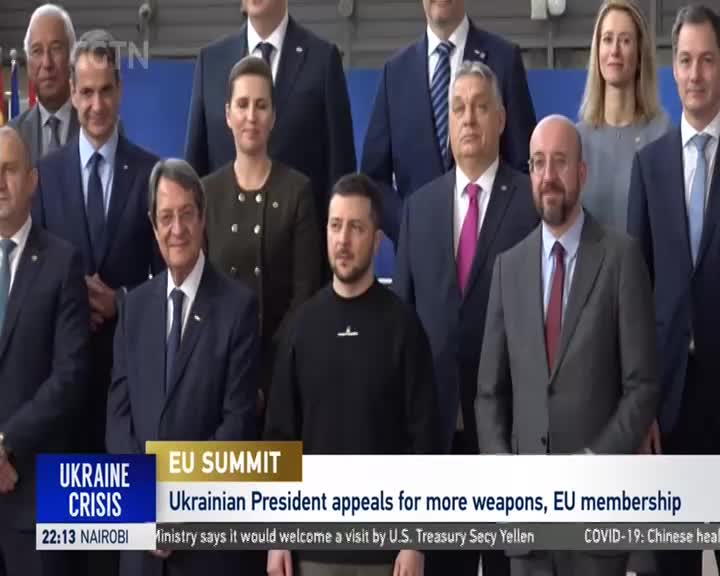 CGTN
EU SUMMIT
UKRAINE CRISIS
Ukrainian President appeals for more weapons, EU membership
22:13 NAIROBI
Ministry says it would welcome a visit by U.S. Treasury Secy Yellen COVID-19: Chinese heal